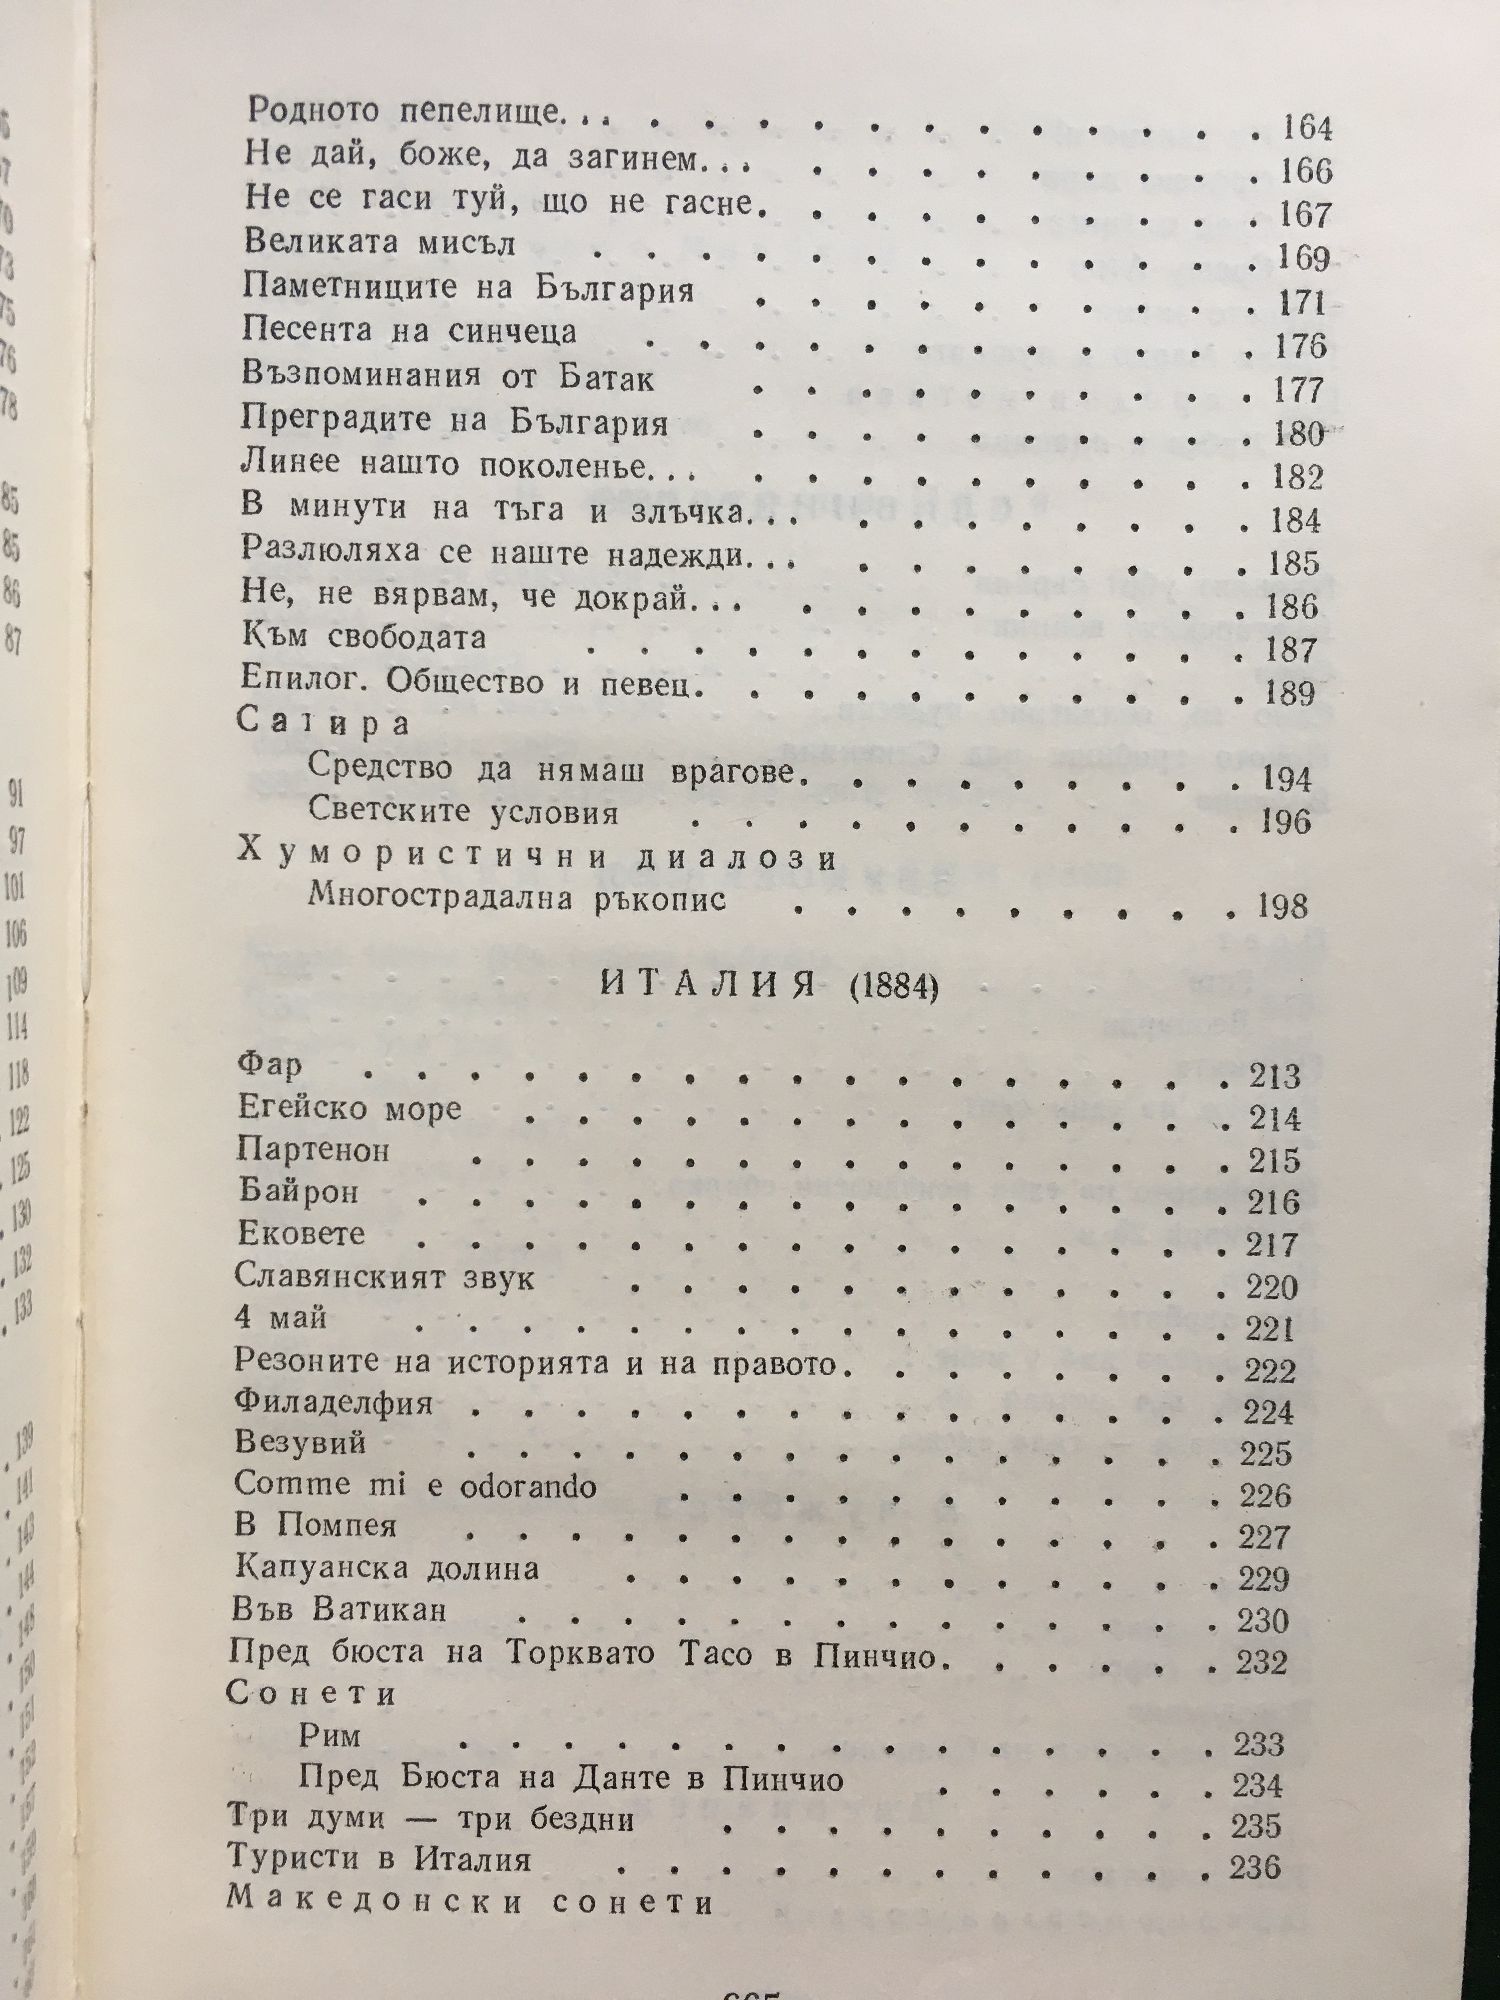 Родното пепелище. . . . . . . . . . . . . . . 164
Не дай, боже, да загинем. . . . . . . . . . . . 166
Не се гаси туй, що не гасне. . . . . . . . . . 167
Великата мисъл . . . . . . . . . . . . . 169
Паметниците на България . . . . . . . . . . 171
Песента на синчеца . . . . . . . . . . . . 176
Възпоминания от Батак . . . . . . . . . . 177
Преградите на България . . . . . . . . . . 180
Линее нашто поколенье. . . . . . . . . . . . . 182
В минути на тъга и злъчка. . . . . . . . . . . 184
Разлюляха се наште надежди. . . . . . . . . . . 185
Не, не вярвам, че докрай. . . . . . . . . . . . 186
Към свободата . . . . . . . . . . . . . 187
Епилог. Общество и певец. . . . . . . . . . . 189
Сатира
Средство да нямаш врагове. . . . . . . . . 194
Светските условия . . . . . . . . . . . 196
Хумористични диалози
Многострадална ръкопис . . . . . . . . . 198
ИТАЛИЯ (1884)
Фар . . . . . . . . . . . . . . . . . 213
Егейско море . . . . . . . . . . . . . . 214
Партенон . . . . . . . . . . . . . . . 215
Байрон . . . . . . . . . . . . . . . . 216
Ековете . . . . . . . . . . . . . . . . 217
Славянският звук . . . . . . . . . . . . 220
4 май . . . . . . . . . . . . . . . . 221
Резоните на историята и на правото. . . . . . . . 222
Филаделфия . . . . . . . . . . . . . . . 224
Везувий . . . . . . . . . . . . . . . 225
Comme mi e odorando . . . . . . . . . . . 226
В Помпея . . . . . . . . . . . . . . . 227
Капуанска долина . . . . . . . . . . . . 229
Във Ватикан . . . . . . . . . . . . . . 230
Пред бюста на Торквато Тасо в Пинчио. . . . . . 232
Сонети
Рим . . . . . . . . . . . . . . . 233
Пред Бюста на Данте в Пинчио . . . . . . 234
Три думи — три бездни . . . . . . . . . . 235
Туристи в Италия . . . . . . . . . . . . 236
Македонски сонети